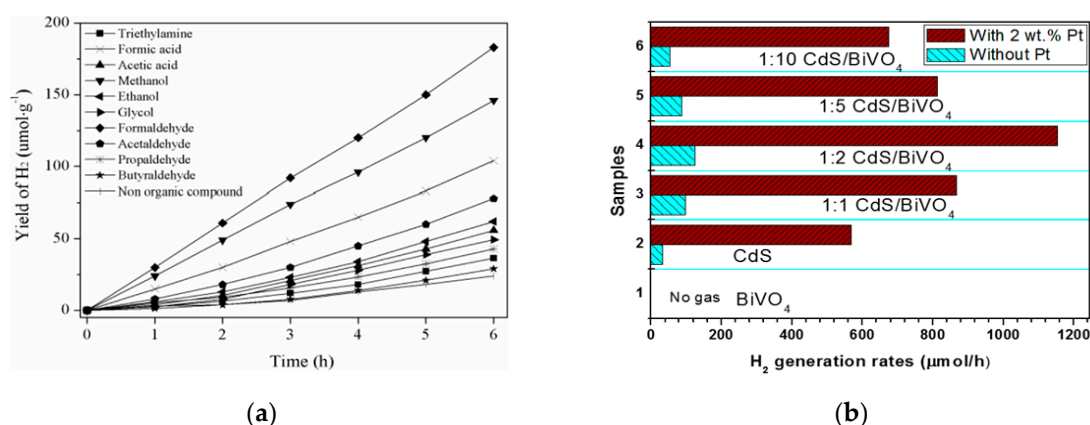 200
150
100
50
0
Yield of H₂ (umol·g⁻¹)
Triethylamine
Formic acid
Acetic acid
Methanol
Ethanol
Glycol
Formaldehyde
Acetaldehyde
Propaldehyde
Butyraldehyde
Non organic compound
0 1 2 3 4 5 6
Time (h)
(a)
Samples
With 2 wt.% Pt
Without Pt
6
1:10 CdS/BiVO₄
5
1:5 CdS/BiVO₄
4
1:2 CdS/BiVO₄
3
1:1 CdS/BiVO₄
2
CdS
1
No gas BiVO₄
0 200 400 600 800 1000 1200
H₂ generation rates (μmol/h)
(b)